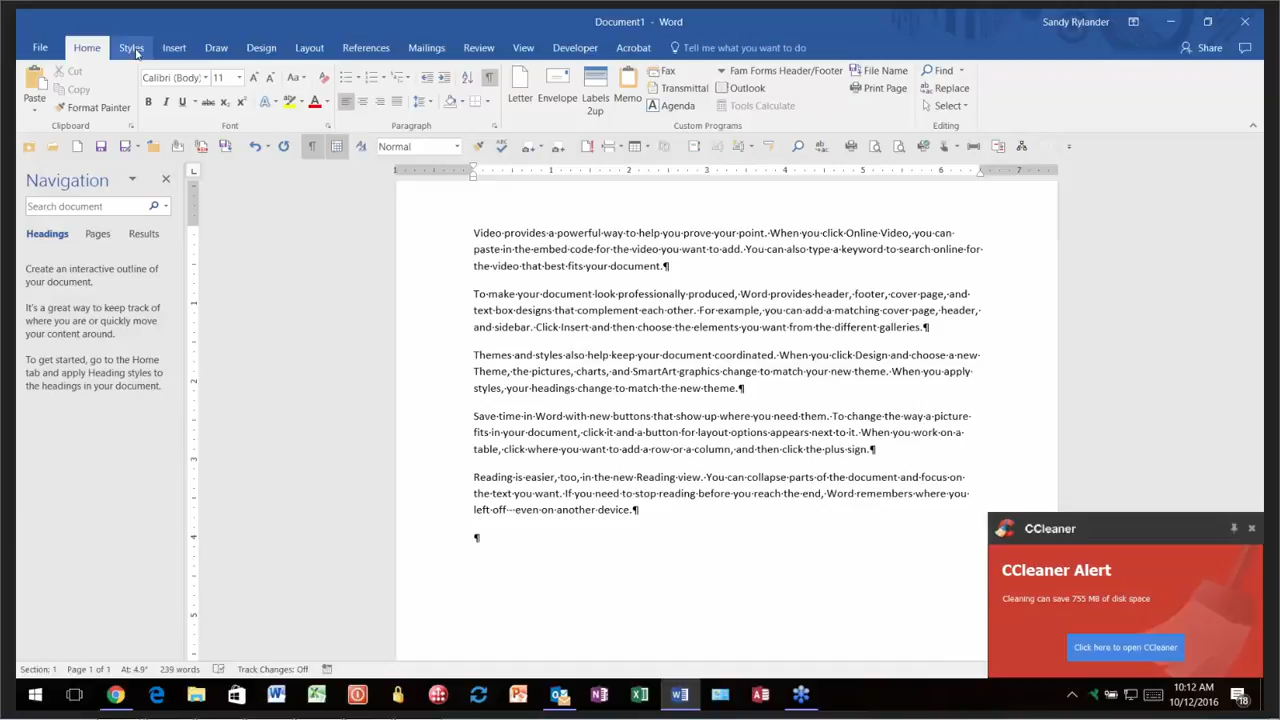 Document1 - Word
Sandy Rylander
File Home Styles Insert Draw Design Layout References Mailings Review View Developer Acrobat Tell me what you want to do Share
Paste
Cut
Copy
Format Painter
Clipboard
Calibri (Body) 11
Font
Paragraph
Letter
Envelope
Labels
2up
Memo
Fax
Transmittal
Agenda
Fam Forms Header/Footer
Outlook
Tools Calculate
File Name
Print Page
Custom Programs
Find
Replace
Select
Editing
Normal
Navigation
Search document
Headings Pages Results
Create an interactive outline of
your document.
It's a great way to keep track of
where you are or quickly move
your content around.
To get started, go to the Home
tab and apply Heading styles to
the headings in your document.
1 1 2 3 4 5 6 7
1
2
3
4
5
Video·provides·a·powerful·way·to·help·you·prove·your·point.·When·you·click·Online·Video,·you·can·
paste·in·the·embed·code·for·the·video·you·want·to·add.·You·can·also·type·a·keyword·to·search·online·for·
the·video·that·best·fits·your·document.¶
To·make·your·document·look·professionally·produced,·Word·provides·header,·footer,·cover·page,·and·
text·box·designs·that·complement·each·other.·For·example,·you·can·add·a·matching·cover·page,·header,·
and·sidebar.·Click·Insert·and·then·choose·the·elements·you·want·from·the·different·galleries.¶
Themes·and·styles·also·help·keep·your·document·coordinated.·When·you·click·Design·and·choose·a·new·
Theme,·the·pictures,·charts,·and·SmartArt·graphics·change·to·match·your·new·theme.·When·you·apply·
styles,·your·headings·change·to·match·the·new·theme.¶
Save·time·in·Word·with·new·buttons·that·show·up·where·you·need·them.·To·change·the·way·a·picture·
fits·in·your·document,·click·it·and·a·button·for·layout·options·appears·next·to·it.·When·you·work·on·a·
table,·click·where·you·want·to·add·a·row·or·a·column,·and·then·click·the·plus·sign.¶
Reading·is·easier,·too,·in·the·new·Reading·view.·You·can·collapse·parts·of·the·document·and·focus·on·
the·text·you·want.·If·you·need·to·stop·reading·before·you·reach·the·end,·Word·remembers·where·you·
left·off·-·even·on·another·device.¶
¶
CCleaner
CCleaner Alert
Cleaning can save 755 MB of disk space
Click here to open CCleaner
Section: 1 Page 1 of 1 At: 4.9" 239 words Track Changes: Off
10:12 AM
10/12/2016
18